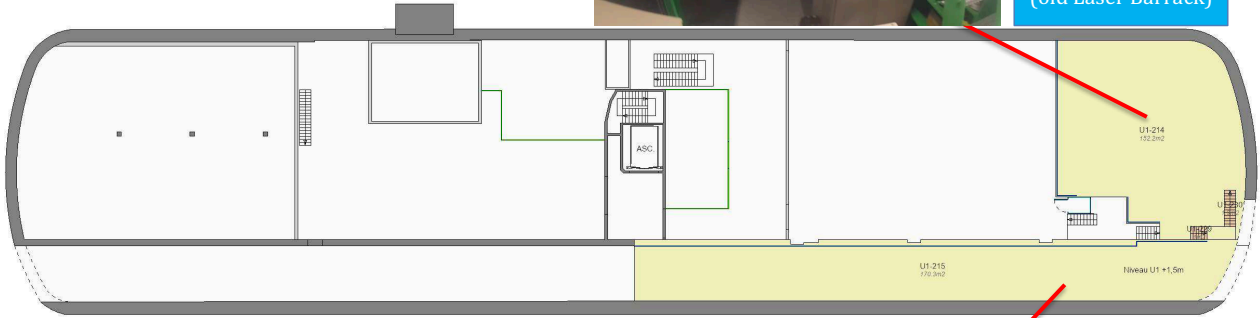 (old Laser Barrack)
U1-214
152.2m2
ASC.
U1-215
170.3m2
Niveau U1 +1,5m